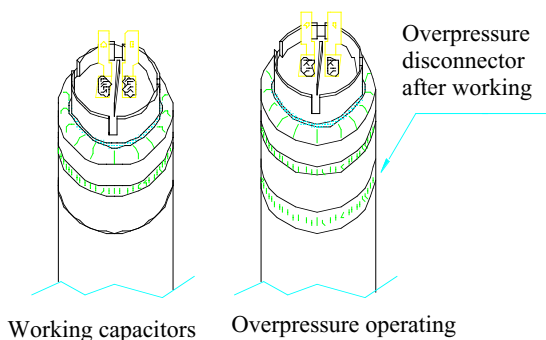 Overpressure
disconnector
after working
Working capacitors
Overpressure operating